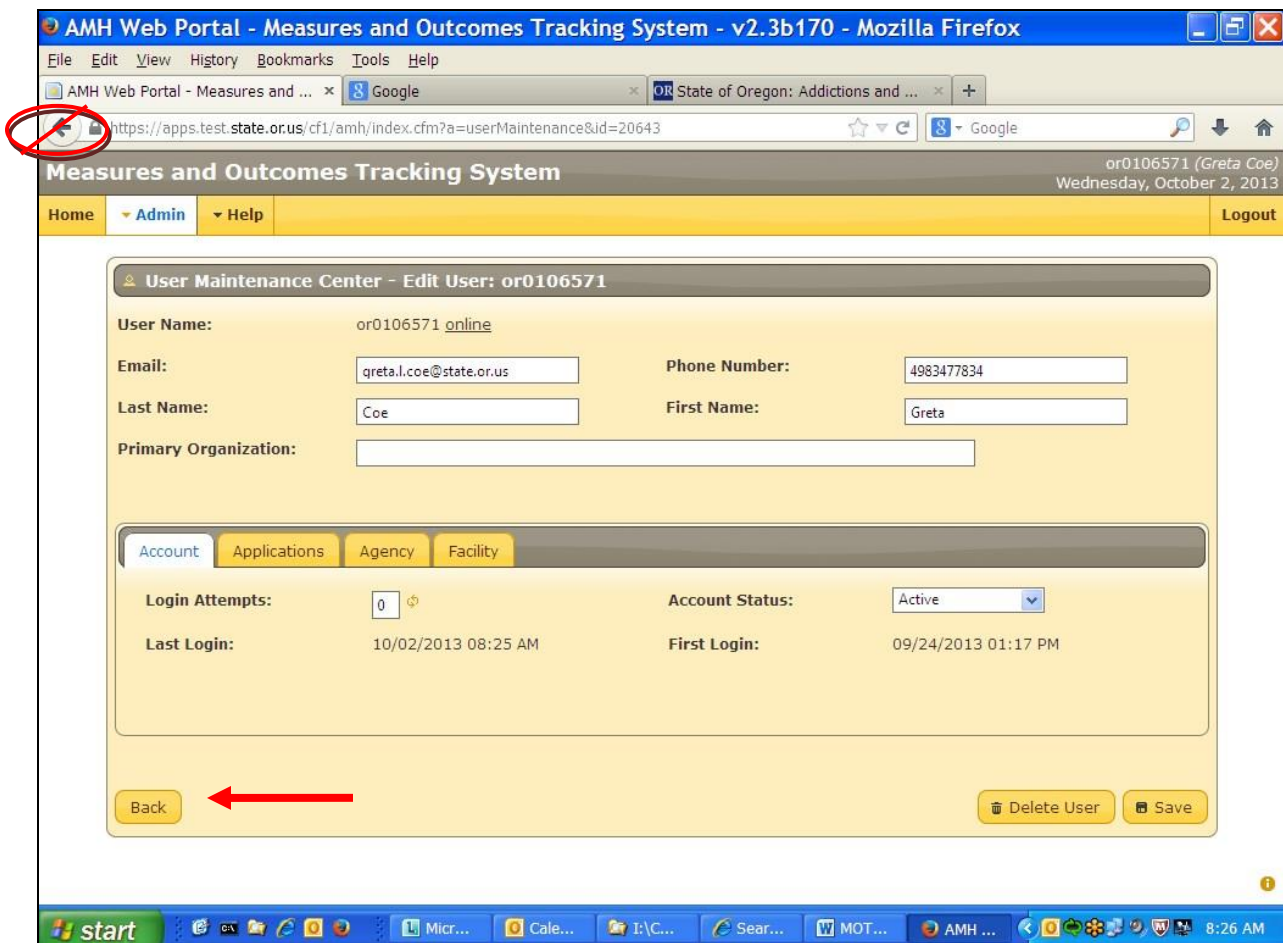 AMH Web Portal - Measures and Outcomes Tracking System - v2.3b170 - Mozilla Firefox
File Edit View History Bookmarks Tools Help
AMH Web Portal - Measures and ... × Google × OR State of Oregon: Addictions and ... × +
https://apps.test.state.or.us/cf1/amh/index.cfm?a=userMaintenance&id=20643 Google
Measures and Outcomes Tracking System
or0106571 (Greta Coe)
Wednesday, October 2, 2013
Home Admin Help Logout
User Maintenance Center - Edit User: or0106571
User Name: or0106571 online
Email: greta.l.coe@state.or.us Phone Number: 4983477834
Last Name: Coe First Name: Greta
Primary Organization:
Account Applications Agency Facility
Login Attempts: 0 Account Status: Active
Last Login: 10/02/2013 08:25 AM First Login: 09/24/2013 01:17 PM
Back Delete User Save
start Micr... Cale... I:\C... Sear... MOT... AMH ... 8:26 AM